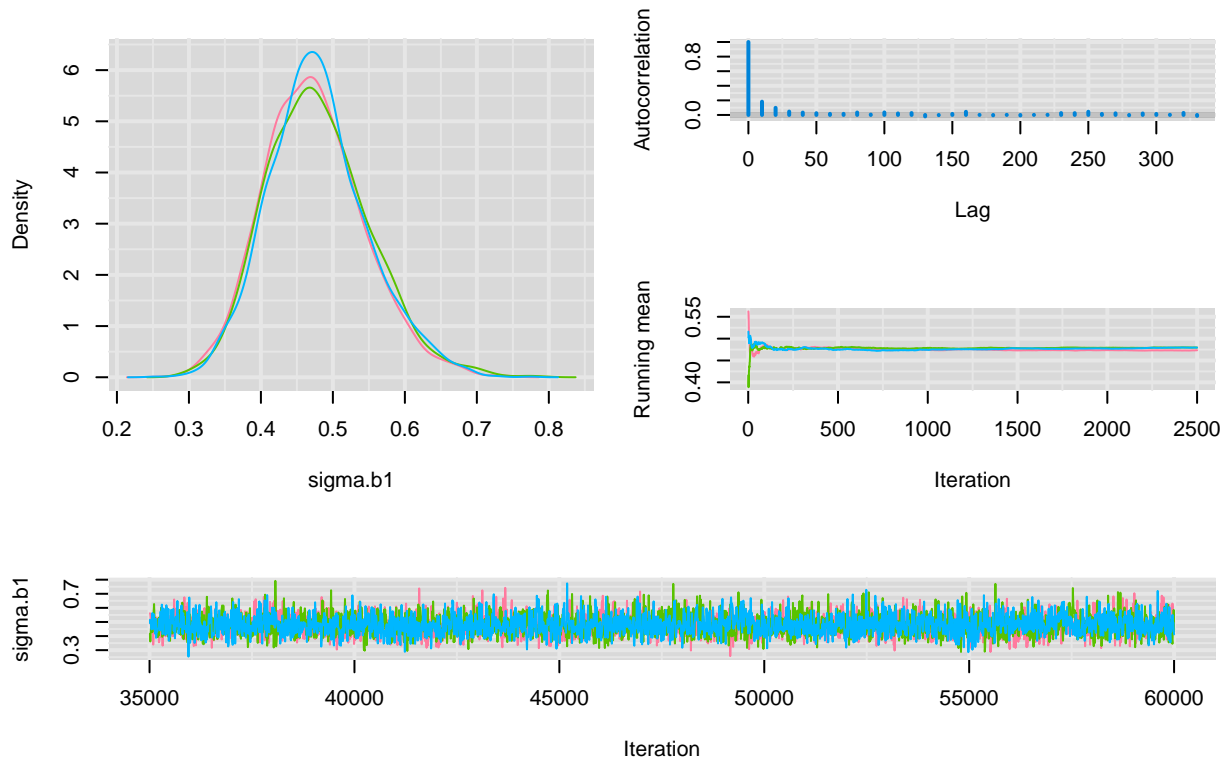 Density
0 1 2 3 4 5 6
0.2 0.3 0.4 0.5 0.6 0.7 0.8
sigma.b1
Autocorrelation
0.0 0.8
0 50 100 150 200 250 300
Lag
Running mean
0.40 0.55
0 500 1000 1500 2000 2500
Iteration
sigma.b1
0.3 0.7
35000 40000 45000 50000 55000 60000
Iteration